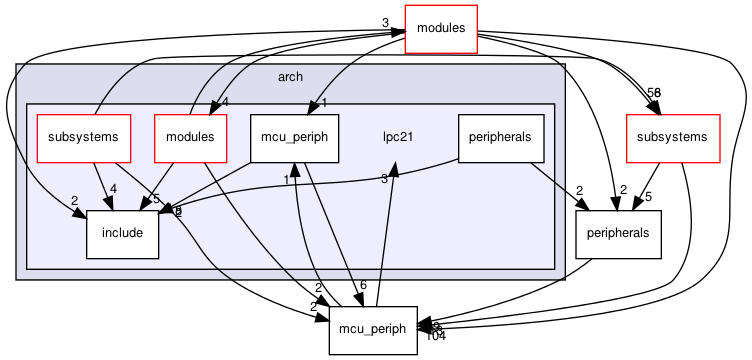 modules
3
arch
4
1
58
subsystems
modules
mcu_periph
lpc21
peripherals
subsystems
1
3
4
5
2
2
2
5
include
peripherals
6
2
2
mcu_periph
104